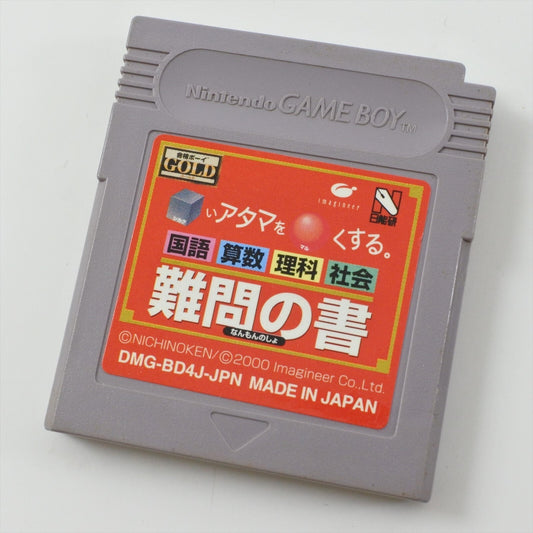 Nintendo GAME BOY TM
合格ボーイ
GOLD
imagineer
N
日能研
いアタマを
マル
くする。
国語 算数 理科 社会
難問の書
なんもんのしょ
©NICHINOKEN/©2000 Imagineer Co.,Ltd.
DMG-BD4J-JPN MADE IN JAPAN